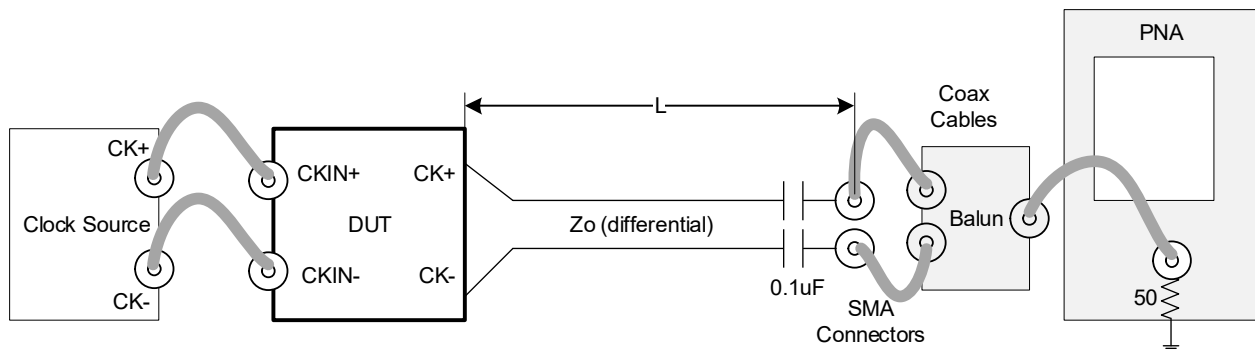 PNA
L
Coax
Cables
CK+
CKIN+
CK+
Clock Source
DUT
Zo (differential)
Balun
CK-
CKIN-
CK-
0.1uF
SMA
Connectors
50